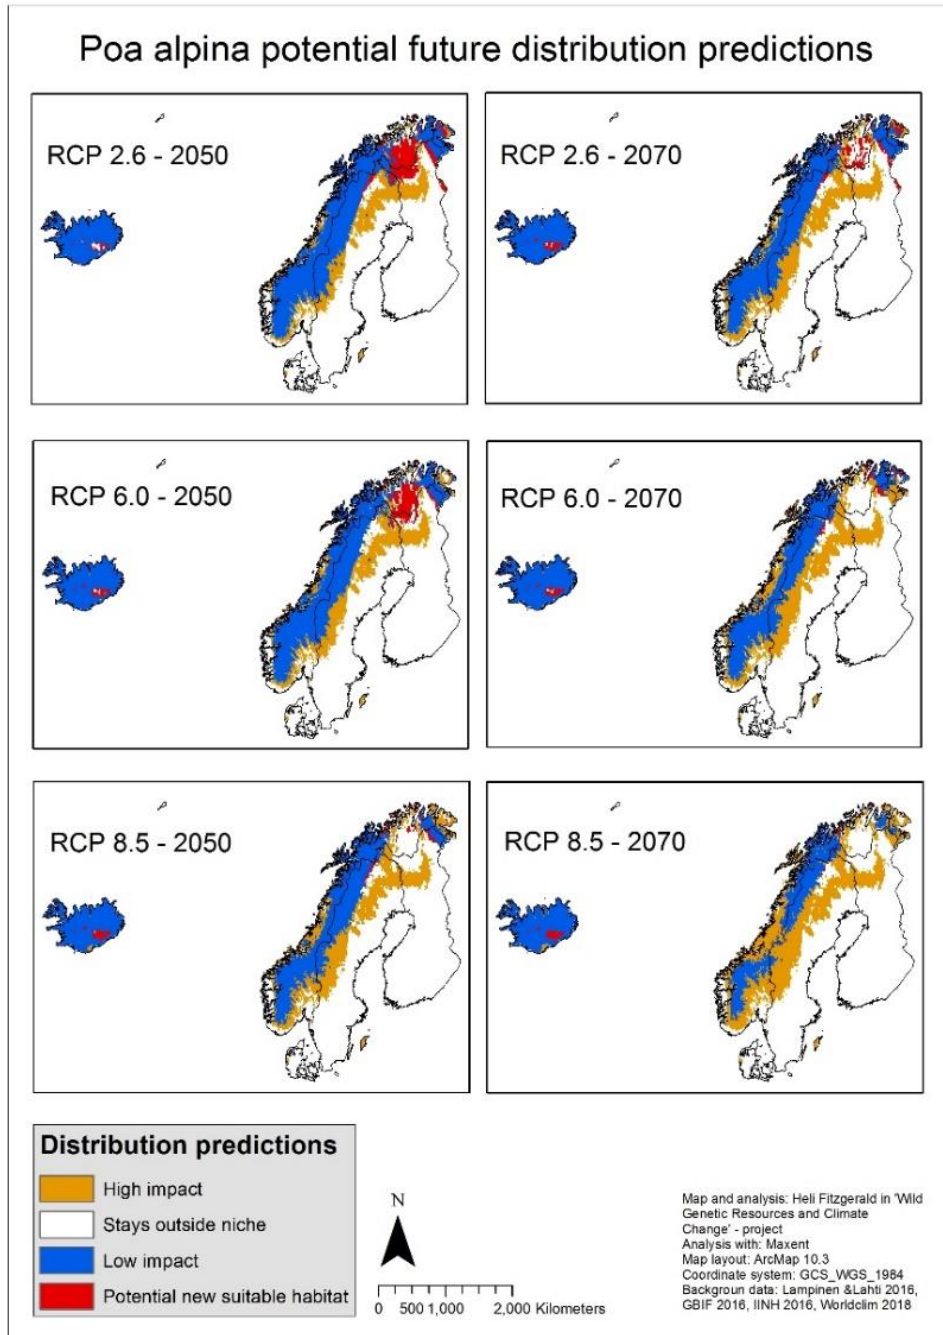 Poa alpina potential future distribution predictions
RCP 2.6 - 2050
RCP 2.6 - 2070
RCP 6.0 - 2050
RCP 6.0 - 2070
RCP 8.5 - 2050
RCP 8.5 - 2070
Distribution predictions
High impact
Stays outside niche
Low impact
Potential new suitable habitat
N
0 500 1,000 2,000 Kilometers
Map and analysis: Heli Fitzgerald in 'Wild
Genetic Resources and Climate
Change' - project
Analysis with: Maxent
Map layout: ArcMap 10.3
Coordinate system: GCS_WGS_1984
Backgroun data: Lampinen &Lahti 2016,
GBIF 2016, IINH 2016, Worldclim 2018